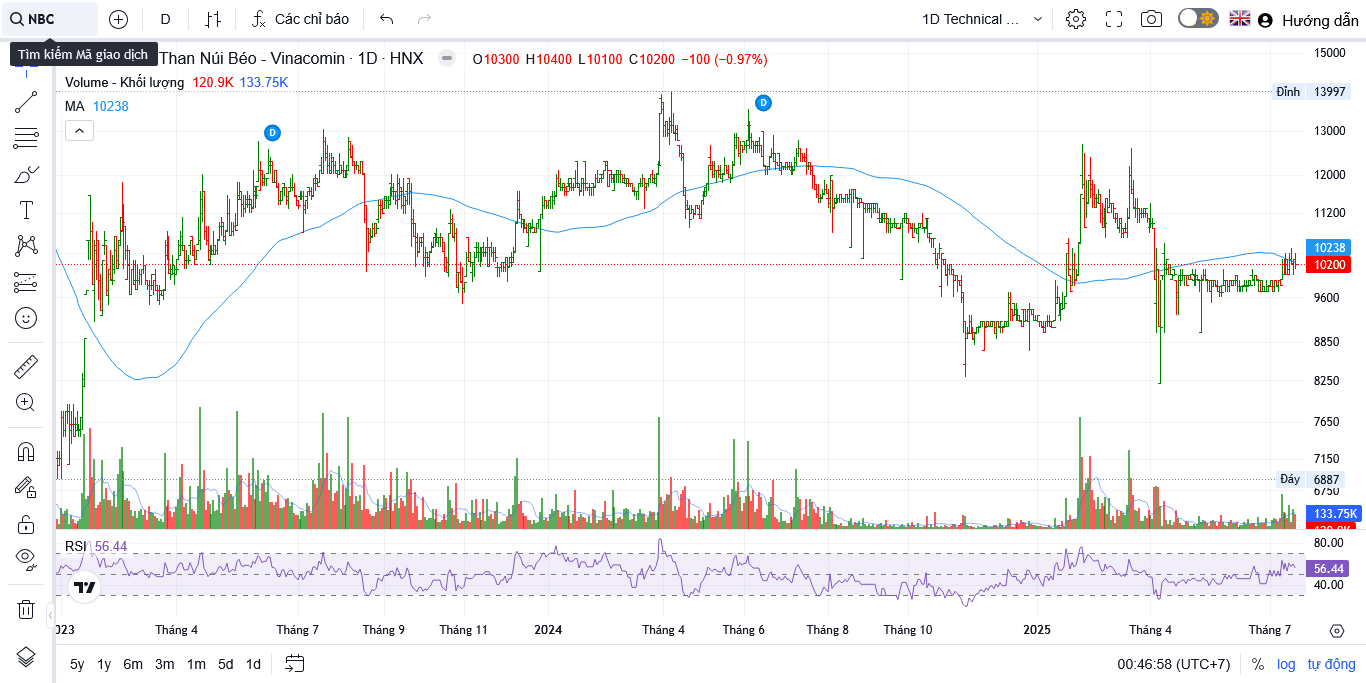 NBC
D
Các chỉ báo
1D Technical ...
Hướng dẫn
Tìm kiếm Mã giao dịch
Than Núi Béo - Vinacomin · 1D · HNX
O10300 H10400 L10100 C10200 −100 (−0.97%)
Volume - Khối lượng 120.9K 133.75K
MA 10238
D
D
15000
Đỉnh 13997
13000
12000
11200
10238
10200
9600
8850
8250
7650
7150
Đáy 6887
6750
133.75K
RSI 56.44
80.00
56.44
40.00
023 Tháng 4 Tháng 7 Tháng 9 Tháng 11 2024 Tháng 4 Tháng 6 Tháng 8 Tháng 10 2025 Tháng 4 Tháng 7
5y 1y 6m 3m 1m 5d 1d
00:46:58 (UTC+7) % log tự động